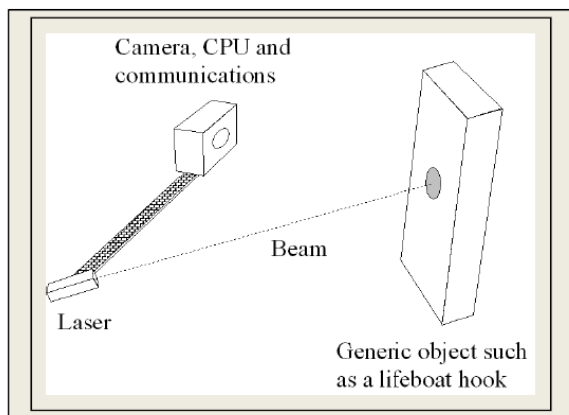 Camera, CPU and
communications
Beam
Laser
Generic object such
as a lifeboat hook